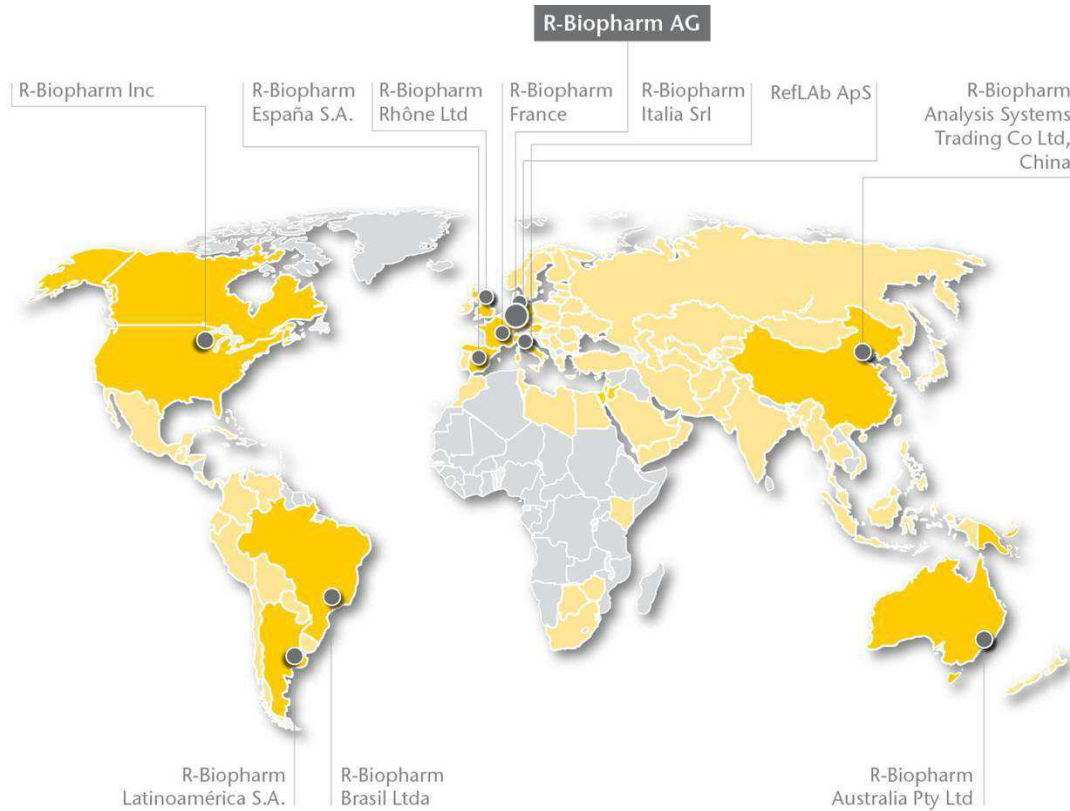 R-Biopharm AG
R-Biopharm Inc
R-Biopharm
España S.A.
R-Biopharm
Rhône Ltd
R-Biopharm
France
R-Biopharm
Italia Srl
RefLAb ApS
R-Biopharm
Analysis Systems
Trading Co Ltd,
China
R-Biopharm
Latinoamérica S.A.
R-Biopharm
Brasil Ltda
R-Biopharm
Australia Pty Ltd